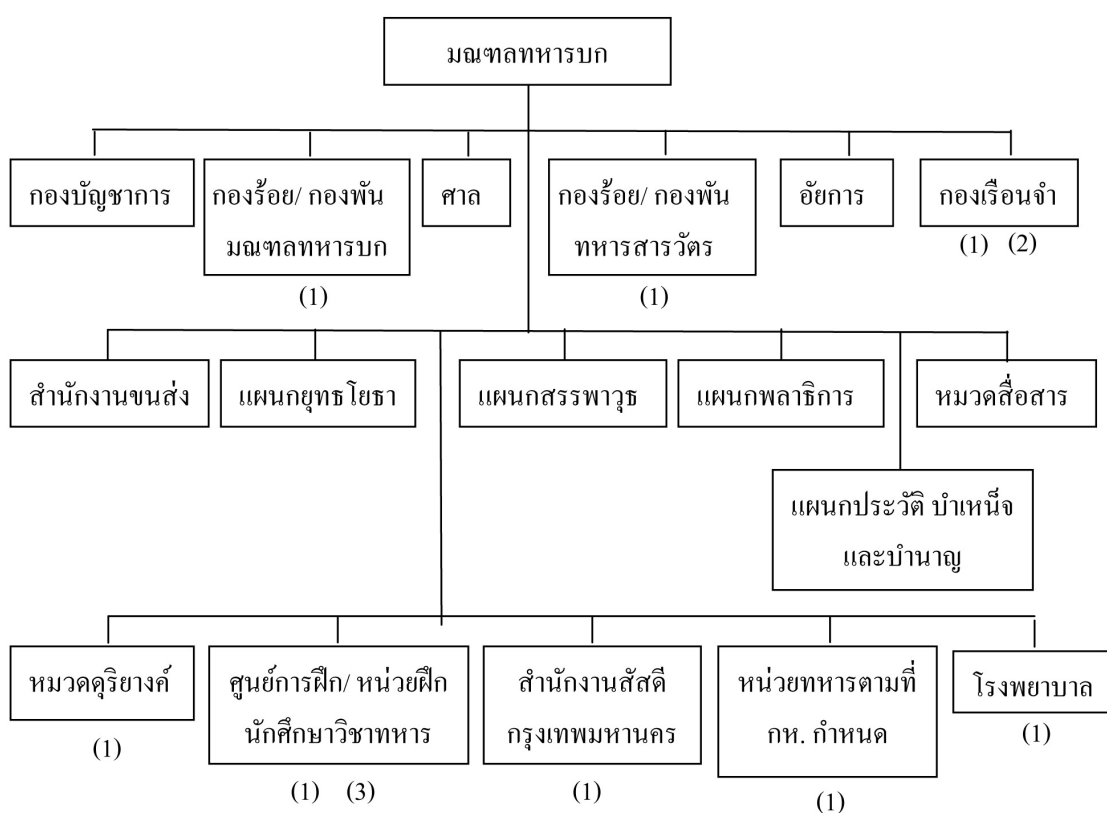 มณฑลทหารบก
กองบัญชาการ
กองร้อย/ กองพัน
มณฑลทหารบก
(1)
ศาล
กองร้อย/ กองพัน
ทหารสารวัตร
(1)
อัยการ
กองเรือนจำ
(1) (2)
สำนักงานขนส่ง
แผนกยุทธโยธา
แผนกสรรพาวุธ
แผนกพลาธิการ
หมวดสื่อสาร
แผนกประวัติ บำเหน็จ
และบำนาญ
หมวดดุริยางค์
(1)
ศูนย์การฝึก/ หน่วยฝึก
นักศึกษาวิชาทหาร
(1) (3)
สำนักงานสัสดี
กรุงเทพมหานคร
(1)
หน่วยทหารตามที่
กห. กำหนด
(1)
โรงพยาบาล
(1)